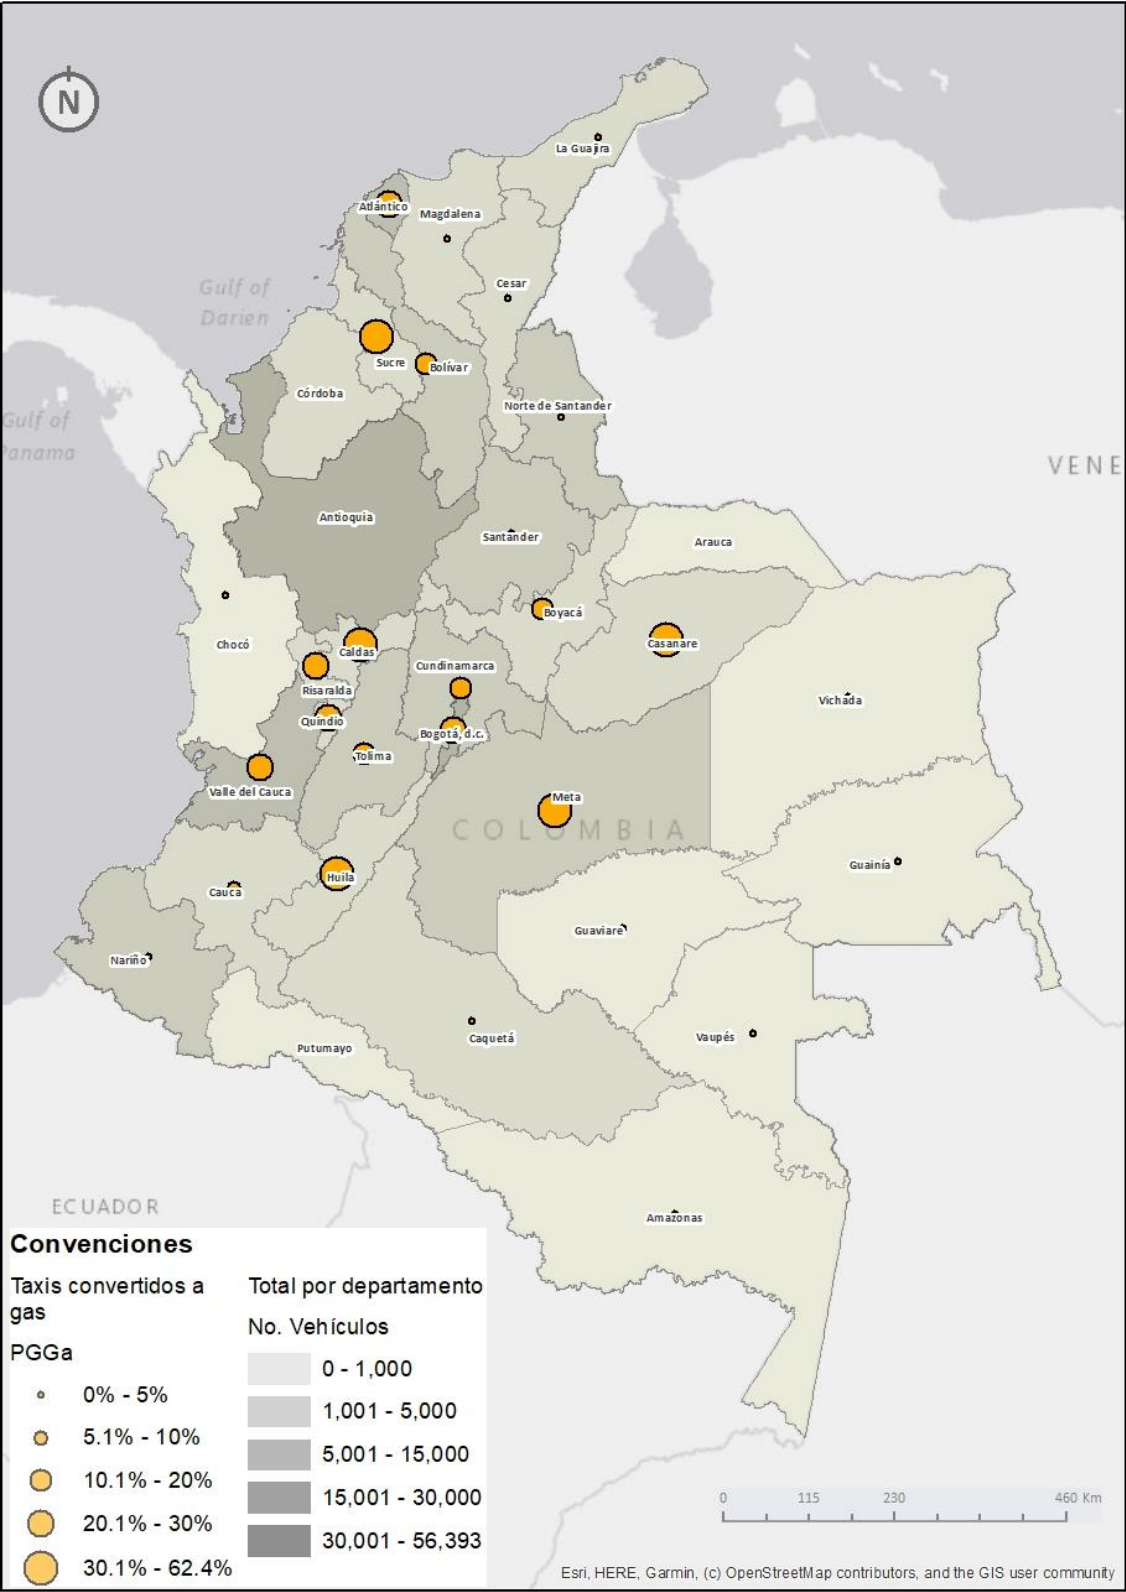 N
La Guajira
Atlántico
Magdalena
Cesar
Gulf of
Darien
Sucre
Bolívar
Córdoba
Norte de Santander
Gulf of
Panama
VENE
Antioquia
Santander
Arauca
Boyacá
Chocó
Caldas
Casanare
Cundinamarca
Risaralda
Vichada
Quindio
Bogotá, d.c.
Tolima
Valle del Cauca
Meta
COLOMBIA
Guainía
Huila
Cauca
Guaviare
Nariño
Caquetá
Vaupés
Putumayo
ECUADOR
Amazonas
Convenciones
Taxis convertidos a
gas
PGGa
0% - 5%
5.1% - 10%
10.1% - 20%
20.1% - 30%
30.1% - 62.4%
Total por departamento
No. Vehículos
0 - 1,000
1,001 - 5,000
5,001 - 15,000
15,001 - 30,000
30,001 - 56,393
0 115 230 460 Km
Esri, HERE, Garmin, (c) OpenStreetMap contributors, and the GIS user community